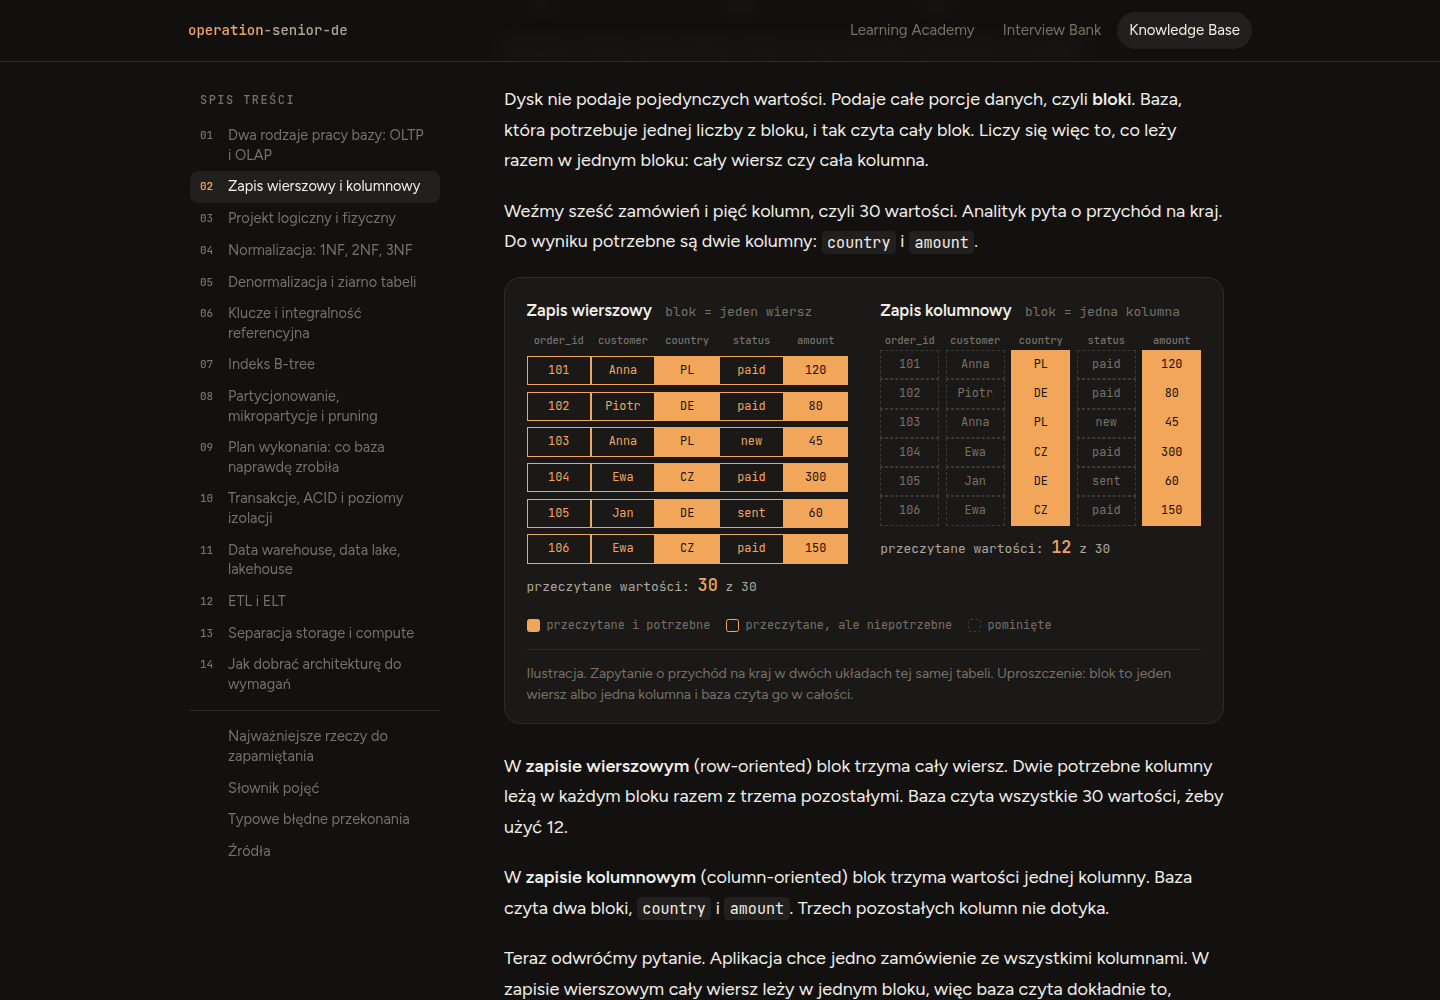 operation-senior-de
Learning Academy
Interview Bank
Knowledge Base
SPIS TREŚCI
01 Dwa rodzaje pracy bazy: OLTP
i OLAP
02 Zapis wierszowy i kolumnowy
03 Projekt logiczny i fizyczny
04 Normalizacja: 1NF, 2NF, 3NF
05 Denormalizacja i ziarno tabeli
06 Klucze i integralność
referencyjna
07 Indeks B-tree
08 Partycjonowanie,
mikropartycje i pruning
09 Plan wykonania: co baza
naprawdę zrobiła
10 Transakcje, ACID i poziomy
izolacji
11 Data warehouse, data lake,
lakehouse
12 ETL i ELT
13 Separacja storage i compute
14 Jak dobrać architekturę do
wymagań
Najważniejsze rzeczy do
zapamiętania
Słownik pojęć
Typowe błędne przekonania
Źródła
Dysk nie podaje pojedynczych wartości. Podaje całe porcje danych, czyli bloki. Baza,
która potrzebuje jednej liczby z bloku, i tak czyta cały blok. Liczy się więc to, co leży
razem w jednym bloku: cały wiersz czy cała kolumna.
Weźmy sześć zamówień i pięć kolumn, czyli 30 wartości. Analityk pyta o przychód na kraj.
Do wyniku potrzebne są dwie kolumny: country i amount.
Zapis wierszowy blok = jeden wiersz
order_id customer country status amount
101 Anna PL paid 120
102 Piotr DE paid 80
103 Anna PL new 45
104 Ewa CZ paid 300
105 Jan DE sent 60
106 Ewa CZ paid 150
przeczytane wartości: 30 z 30
Zapis kolumnowy blok = jedna kolumna
order_id customer country status amount
101 Anna PL paid 120
102 Piotr DE paid 80
103 Anna PL new 45
104 Ewa CZ paid 300
105 Jan DE sent 60
106 Ewa CZ paid 150
przeczytane wartości: 12 z 30
przeczytane i potrzebne przeczytane, ale niepotrzebne pominięte
Ilustracja. Zapytanie o przychód na kraj w dwóch układach tej samej tabeli. Uproszczenie: blok to jeden
wiersz albo jedna kolumna i baza czyta go w całości.
W zapisie wierszowym (row-oriented) blok trzyma cały wiersz. Dwie potrzebne kolumny
leżą w każdym bloku razem z trzema pozostałymi. Baza czyta wszystkie 30 wartości, żeby
użyć 12.
W zapisie kolumnowym (column-oriented) blok trzyma wartości jednej kolumny. Baza
czyta dwa bloki, country i amount. Trzech pozostałych kolumn nie dotyka.
Teraz odwróćmy pytanie. Aplikacja chce jedno zamówienie ze wszystkimi kolumnami. W
zapisie wierszowym cały wiersz leży w jednym bloku, więc baza czyta dokładnie to,